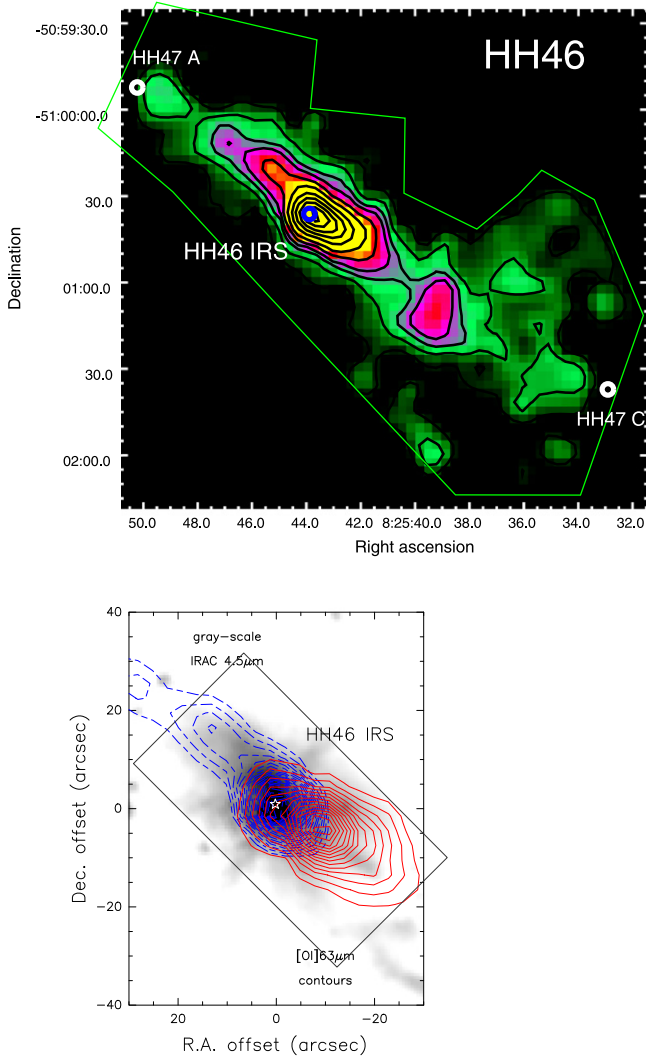 -50:59:30
HH47 A
HH46
-51:00:00.0
30.0
HH46 IRS
Declination
01:00.0
30.0
HH47 C
02:00.0
50.0 48.0 46.0 44.0 42.0 8:25:40.0 38.0 36.0 34.0 32.0
Right ascension
40
gray-scale
IRAC 4.5μm
HH46 IRS
20
Dec. offset (arcsec)
0
-20
[OI]63μm
contours
-40
20 0 -20
R.A. offset (arcsec)